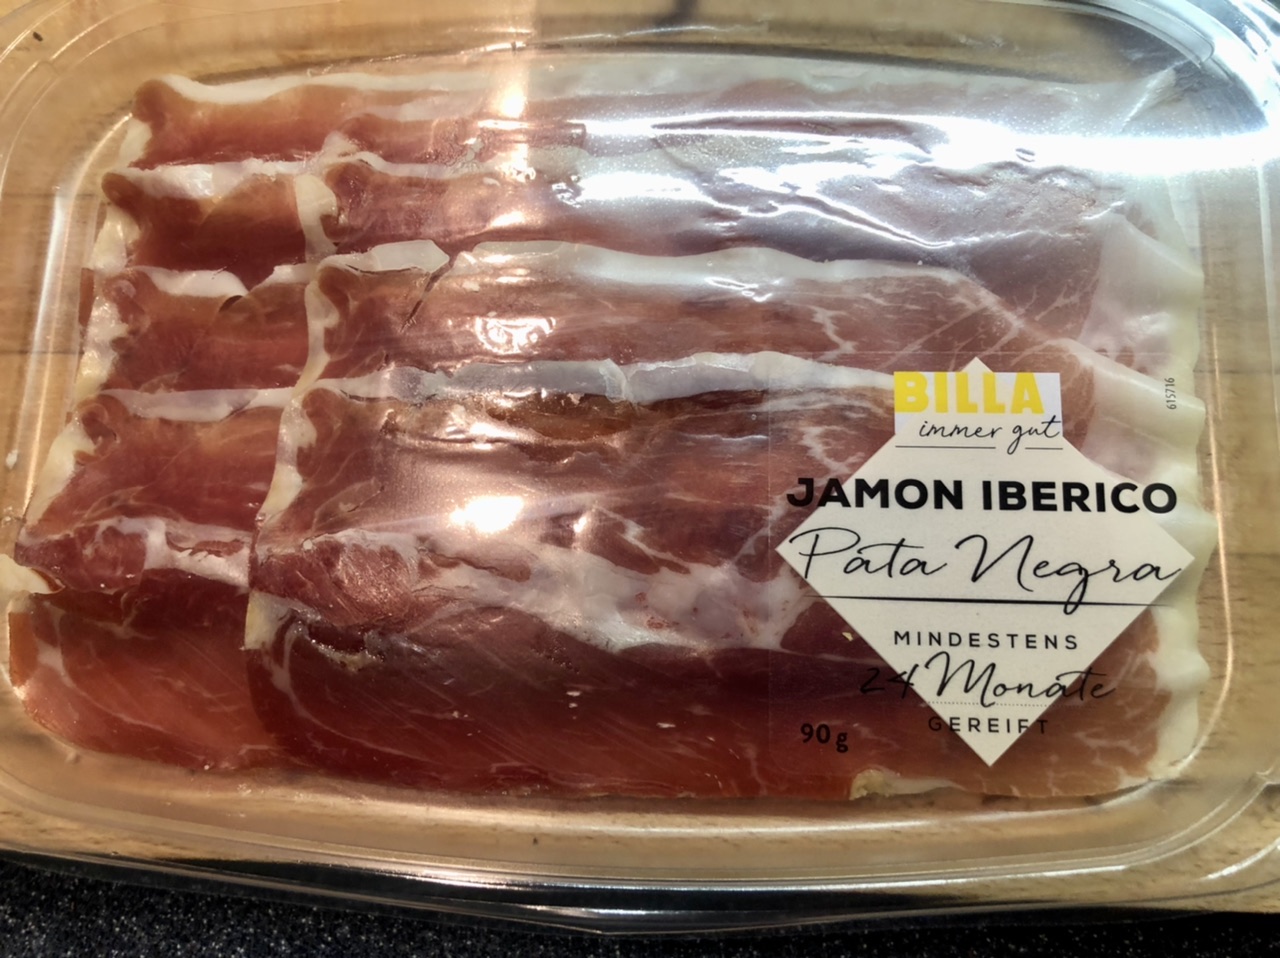 BILLA
immer gut
JAMON IBERICO
Pata Negra
MINDESTENS
24 Monate
GEREIFT
90 g
615716